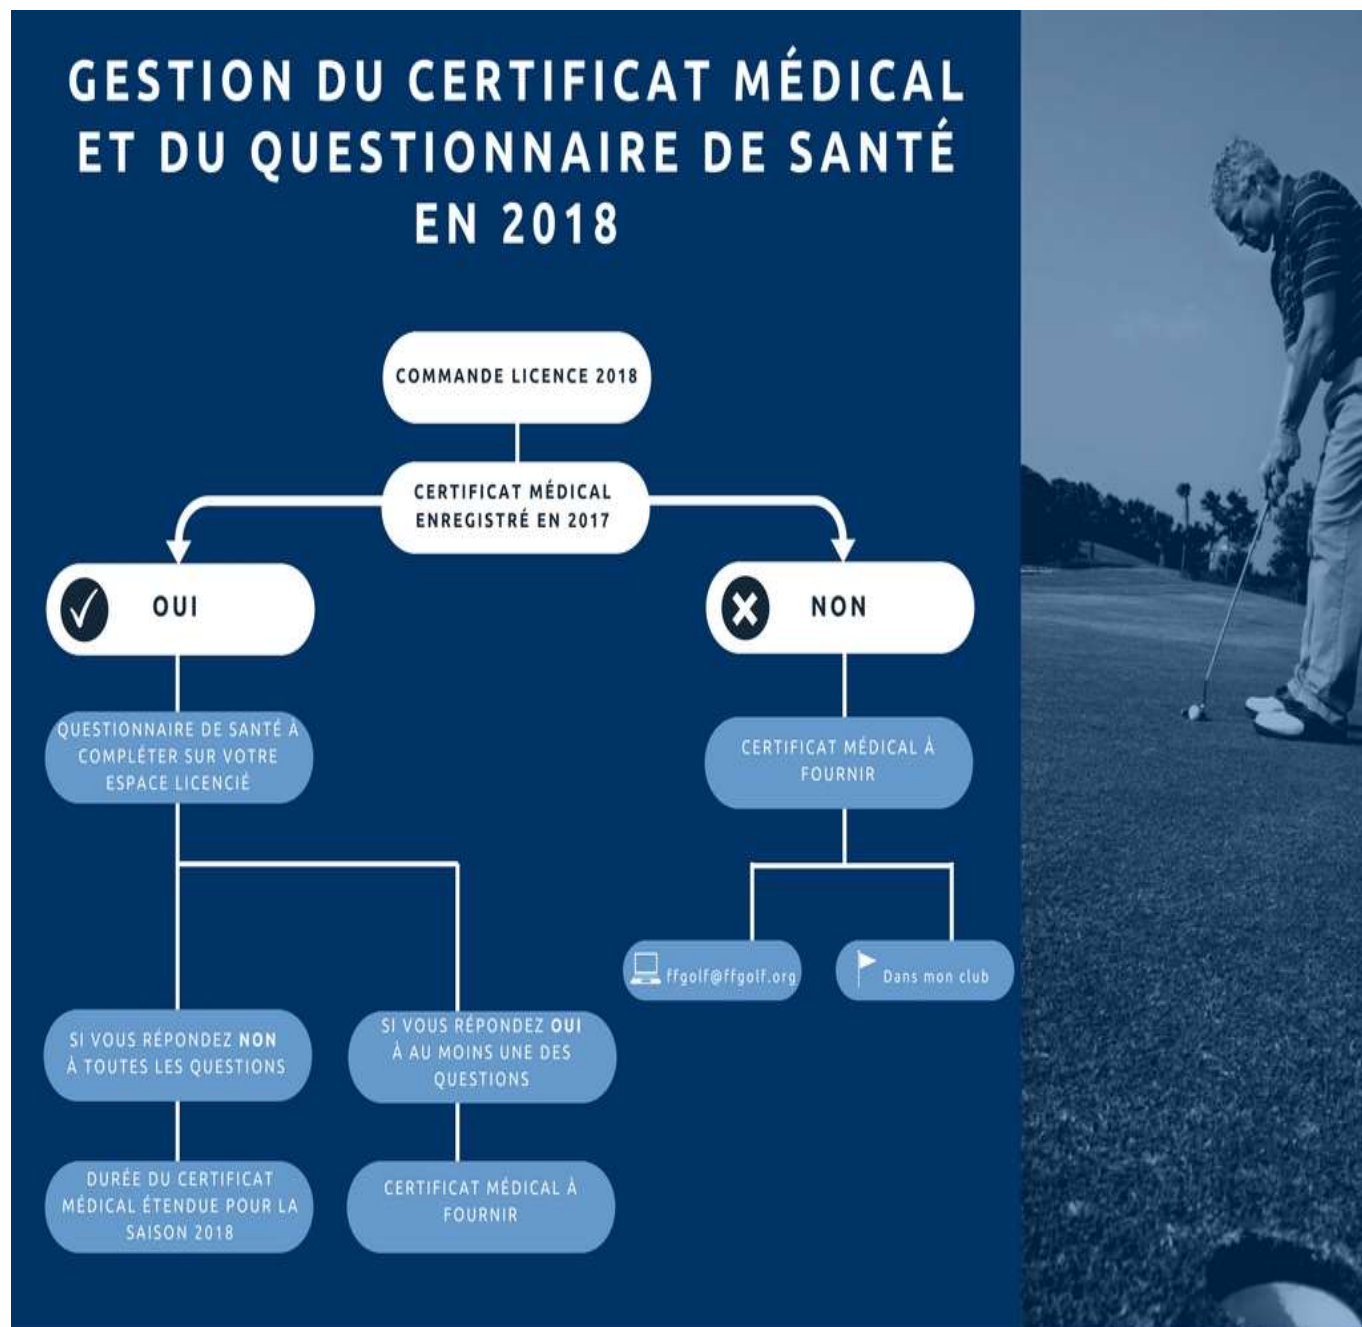 GESTION DU CERTIFICAT MÉDICAL
ET DU QUESTIONNAIRE DE SANTÉ
EN 2018
COMMANDE LICENCE 2018
CERTIFICAT MÉDICAL
ENREGISTRÉ EN 2017
OUI
NON
QUESTIONNAIRE DE SANTÉ À
COMPLÉTER SUR VOTRE
ESPACE LICENCIÉ
CERTIFICAT MÉDICAL À
FOURNIR
ffgolf@ffgolf.org
Dans mon club
SI VOUS RÉPONDEZ NON
À TOUTES LES QUESTIONS
SI VOUS RÉPONDEZ OUI
À AU MOINS UNE DES
QUESTIONS
DURÉE DU CERTIFICAT
MÉDICAL ÉTENDUE POUR LA
SAISON 2018
CERTIFICAT MÉDICAL À
FOURNIR